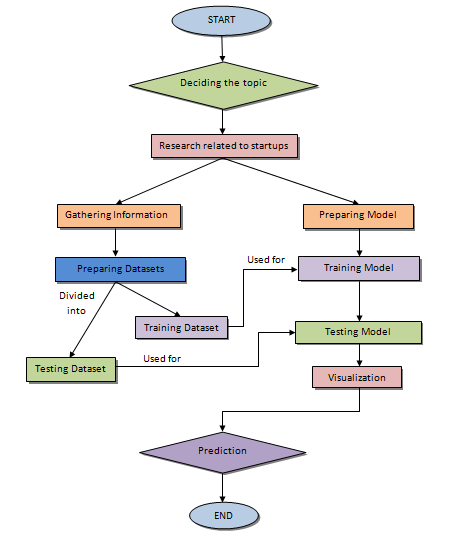 START
Deciding the topic
Research related to startups
Gathering Information
Preparing Model
Preparing Datasets
Used for
Training Model
Divided
into
Training Dataset
Testing Model
Testing Dataset
Used for
Visualization
Prediction
END